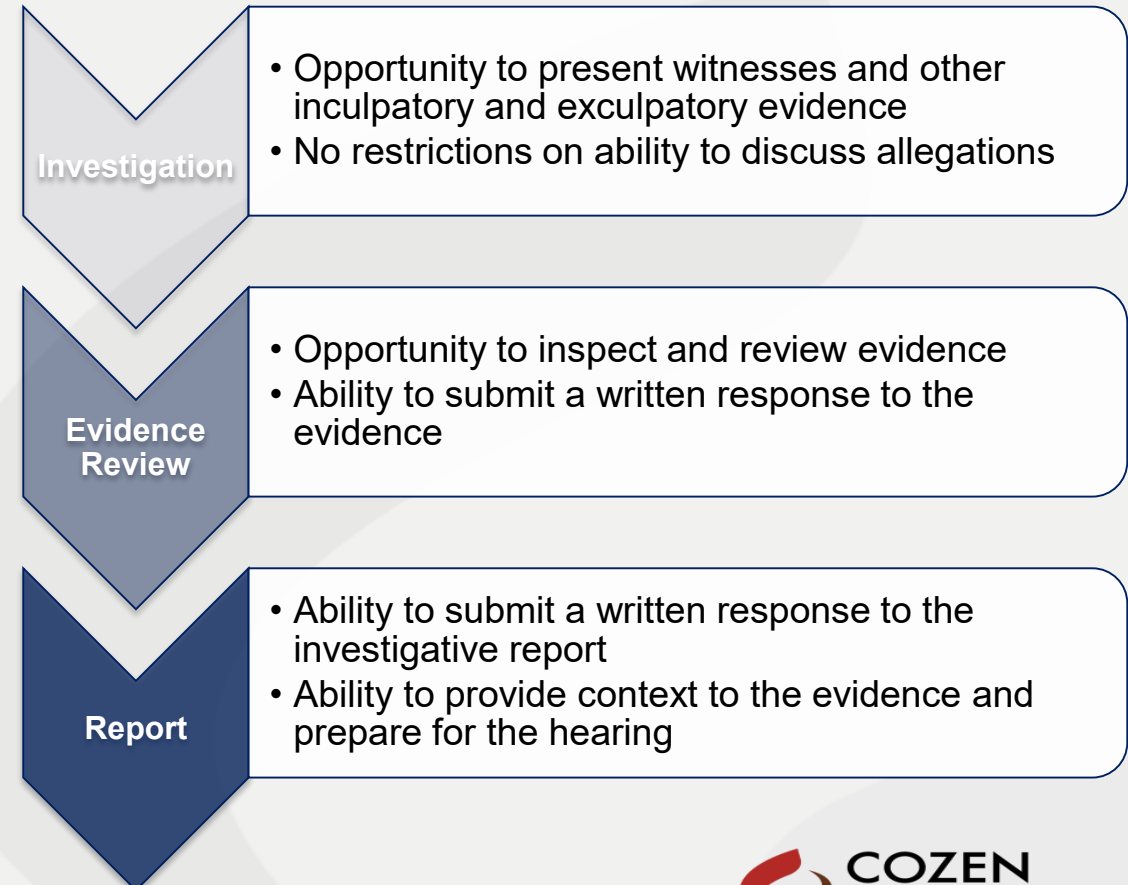 Investigation
• Opportunity to present witnesses and other
inculpatory and exculpatory evidence
• No restrictions on ability to discuss allegations
Evidence
Review
• Opportunity to inspect and review evidence
• Ability to submit a written response to the
evidence
Report
• Ability to submit a written response to the
investigative report
• Ability to provide context to the evidence and
prepare for the hearing
COZEN